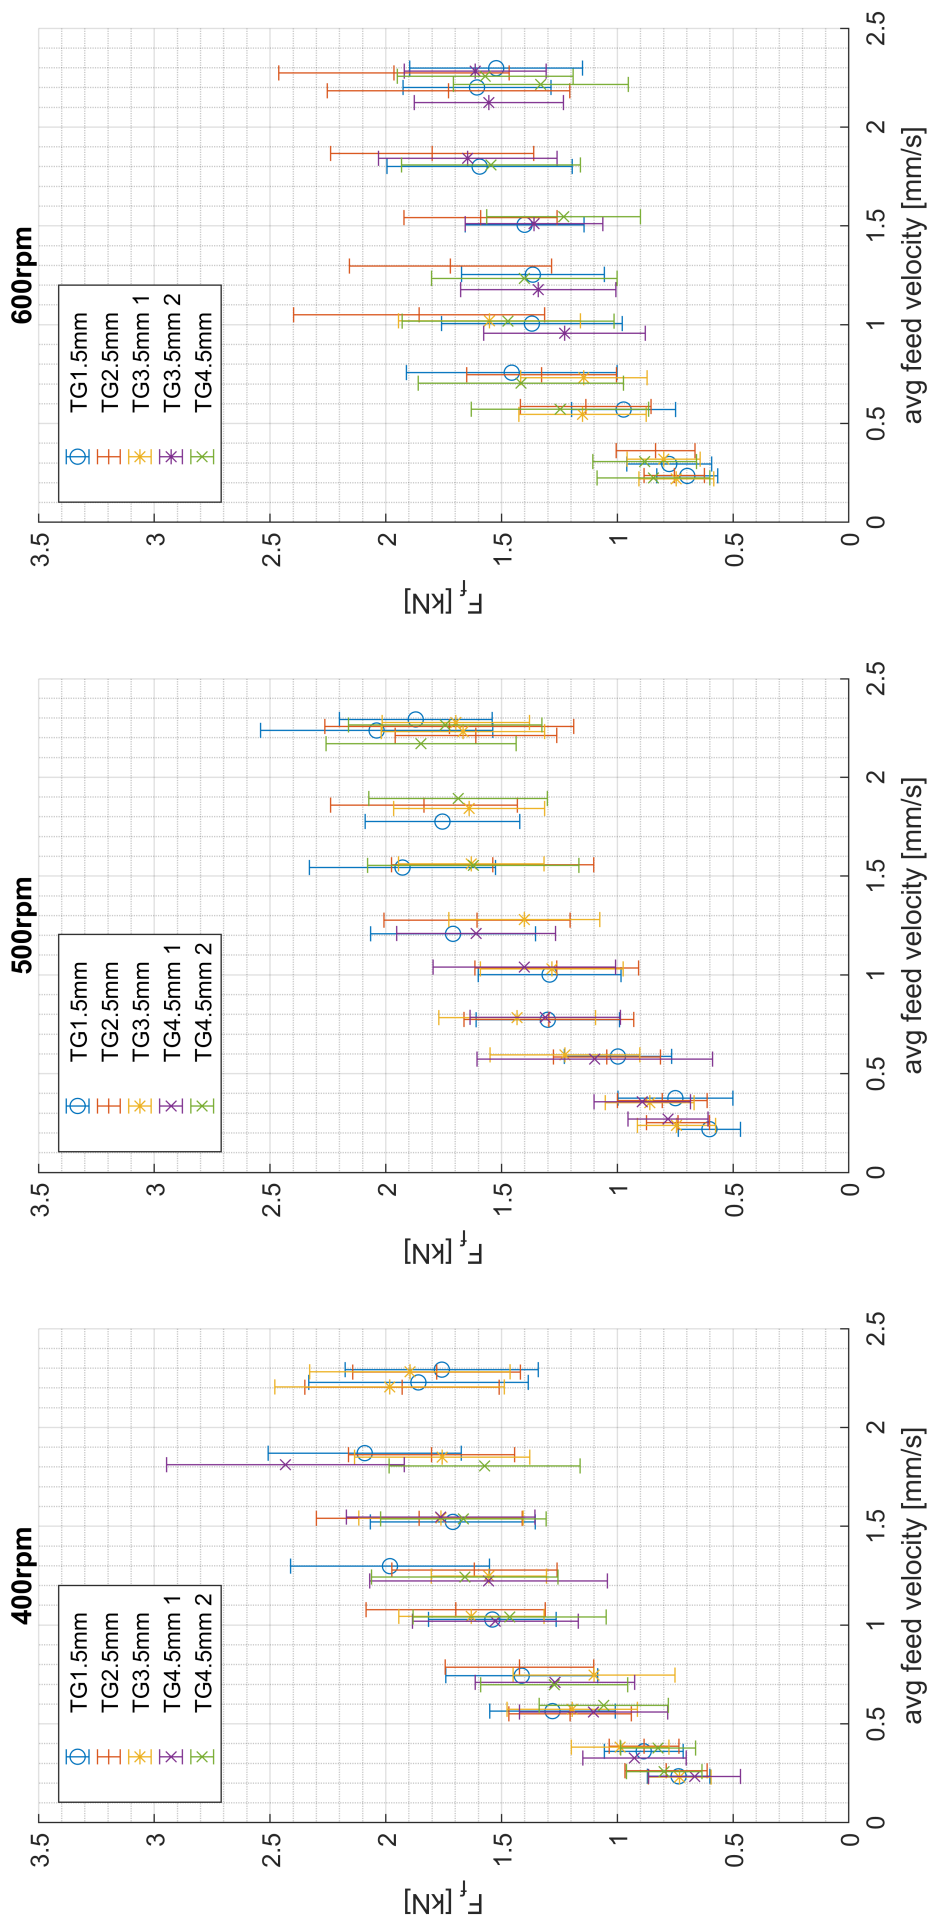 400rpm
TG1.5mm
TG2.5mm
TG3.5mm
TG4.5mm 1
TG4.5mm 2
3.5
3
2.5
2
1.5
1
0.5
0
F_f [kN]
0
0.5
1
1.5
2
2.5
avg feed velocity [mm/s]
500rpm
TG1.5mm
TG2.5mm
TG3.5mm
TG4.5mm 1
TG4.5mm 2
3.5
3
2.5
2
1.5
1
0.5
0
F_f [kN]
0
0.5
1
1.5
2
2.5
avg feed velocity [mm/s]
600rpm
TG1.5mm
TG2.5mm
TG3.5mm 1
TG3.5mm 2
TG4.5mm
3.5
3
2.5
2
1.5
1
0.5
0
F_f [kN]
0
0.5
1
1.5
2
2.5
avg feed velocity [mm/s]